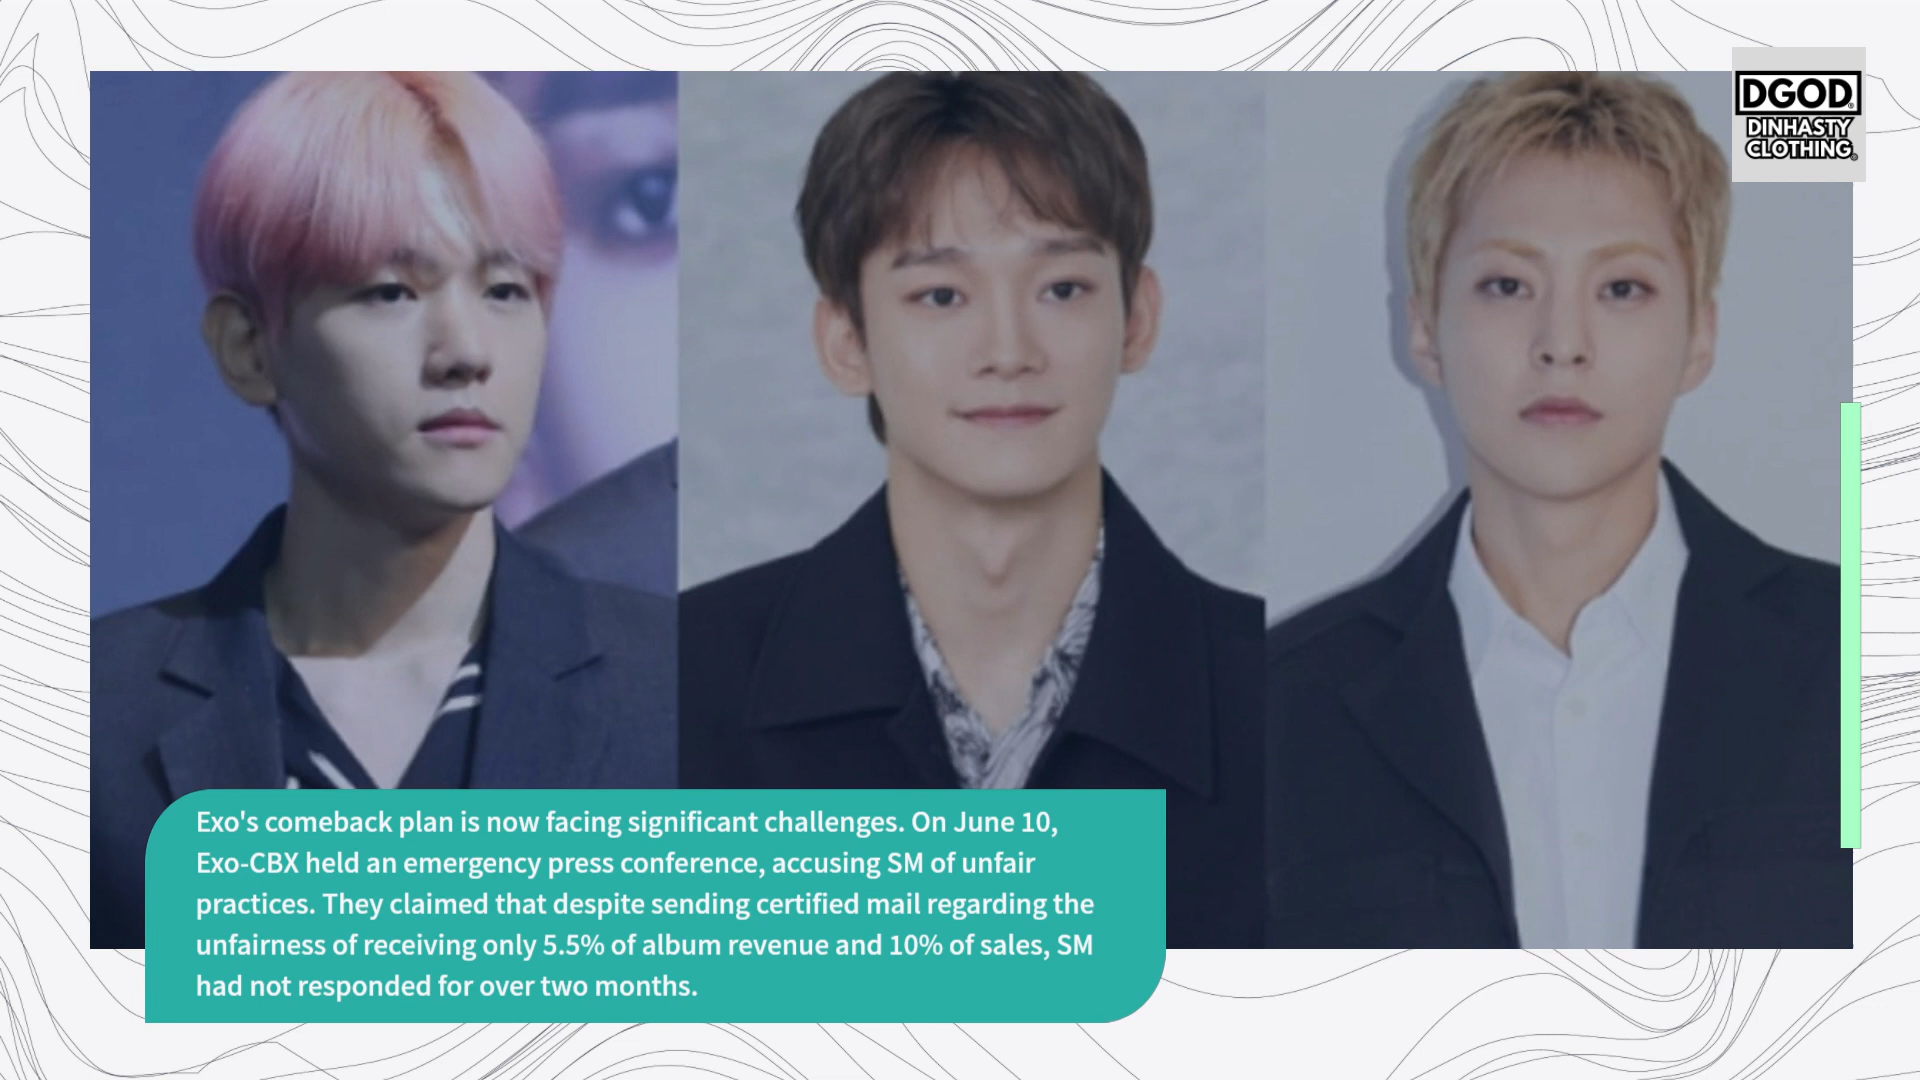 DGOD
DINHASTY
CLOTHING
Exo's comeback plan is now facing significant challenges. On June 10,
Exo-CBX held an emergency press conference, accusing SM of unfair
practices. They claimed that despite sending certified mail regarding the
unfairness of receiving only 5.5% of album revenue and 10% of sales, SM
had not responded for over two months.